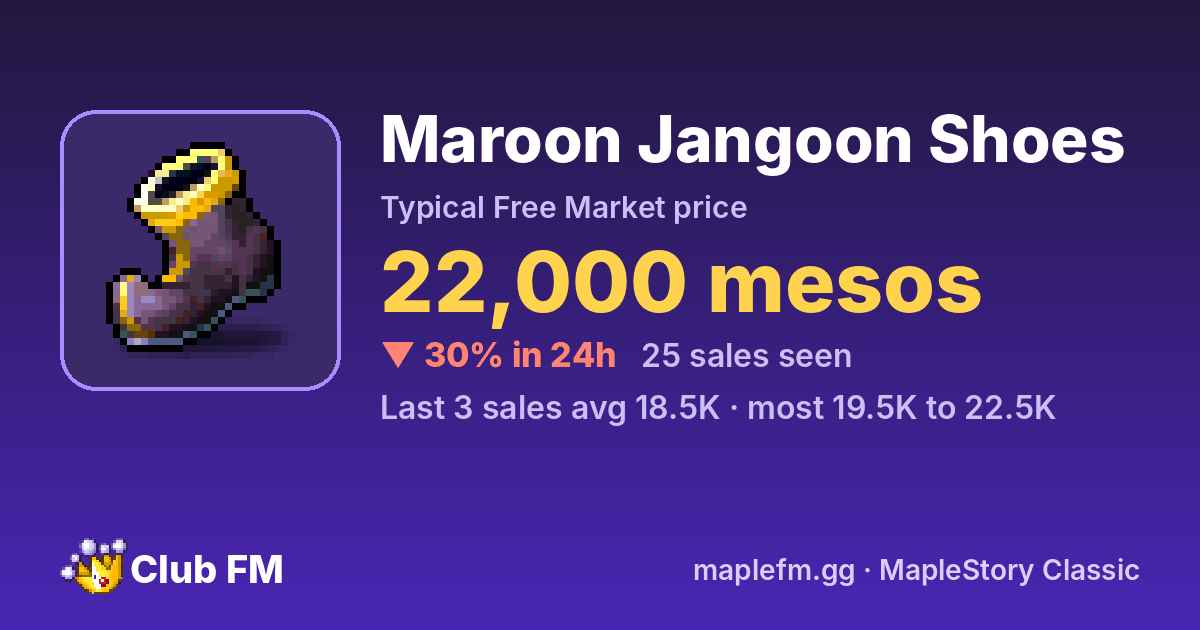 Maroon Jangoon Shoes
Typical Free Market price
22,000 mesos
▼ 30% in 24h 25 sales seen
Last 3 sales avg 18.5K · most 19.5K to 22.5K
Club FM
maplefm.gg · MapleStory Classic